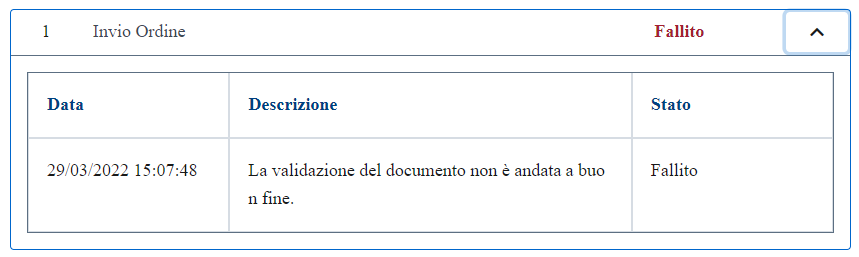 1 Invio Ordine Fallito
Data Descrizione Stato
29/03/2022 15:07:48 La validazione del documento non è andata a buo Fallito
n fine.